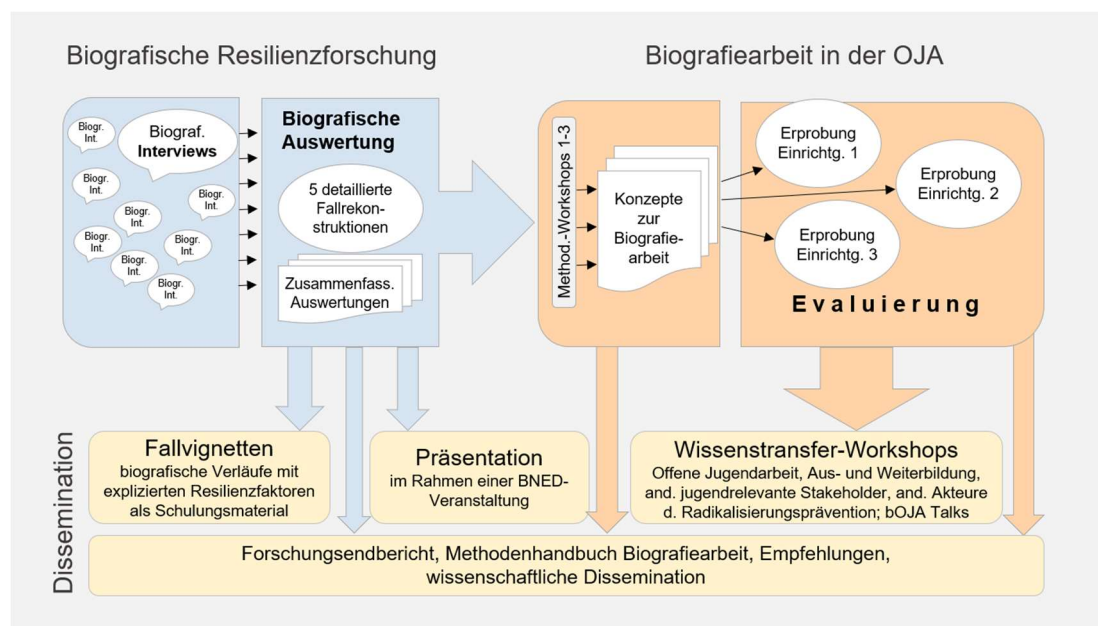 Biografische Resilienzforschung
Biografiearbeit in der OJA
Biogr.
Int.
Biograf.
Interviews
Biogr.
Int.
Biogr.
Int.
Biogr.
Int.
Biogr.
Int.
Biogr.
Int.
Biogr.
Int.
Biogr.
Int.
Biografische
Auswertung
5 detaillierte
Fallrekon-
struktionen
Zusammenfass.
Auswertungen
Method.-Workshops 1-3
Konzepte
zur
Biografie-
arbeit
Erprobung
Einrichtg. 1
Erprobung
Einrichtg. 2
Erprobung
Einrichtg. 3
Evaluierung
Dissemination
Fallvignetten
biografische Verläufe mit
explizierten Resilienzfaktoren
als Schulungsmaterial
Präsentation
im Rahmen einer BNED-
Veranstaltung
Wissenstransfer-Workshops
Offene Jugendarbeit, Aus- und Weiterbildung,
and. jugendrelevante Stakeholder, and. Akteure
d. Radikalisierungsprävention; bOJA Talks
Forschungsendbericht, Methodenhandbuch Biografiearbeit, Empfehlungen,
wissenschaftliche Dissemination